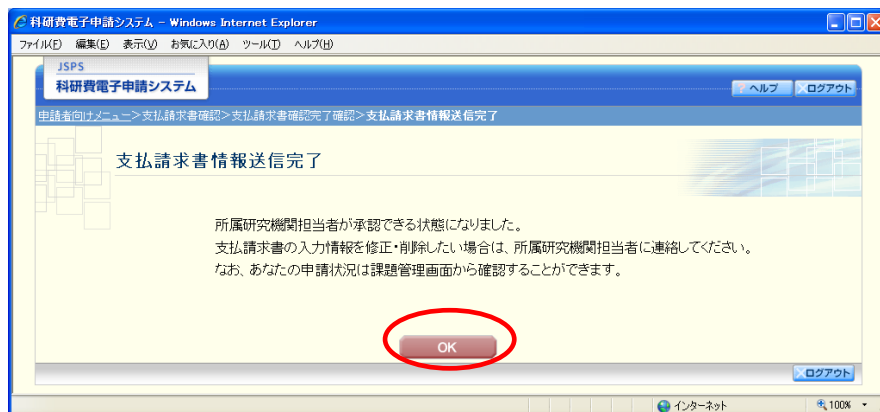 科研費電子申請システム - Windows Internet Explorer
ファイル(F) 編集(E) 表示(V) お気に入り(A) ツール(T) ヘルプ(H)
JSPS
科研費電子申請システム
? ヘルプ ×ログアウト
申請者向けメニュー>支払請求書確認>支払請求書確認完了確認>支払請求書情報送信完了
支払請求書情報送信完了
所属研究機関担当者が承認できる状態になりました。
支払請求書の入力情報を修正・削除したい場合は、所属研究機関担当者に連絡してください。
なお、あなたの申請状況は課題管理画面から確認することができます。
OK
×ログアウト
インターネット 100%